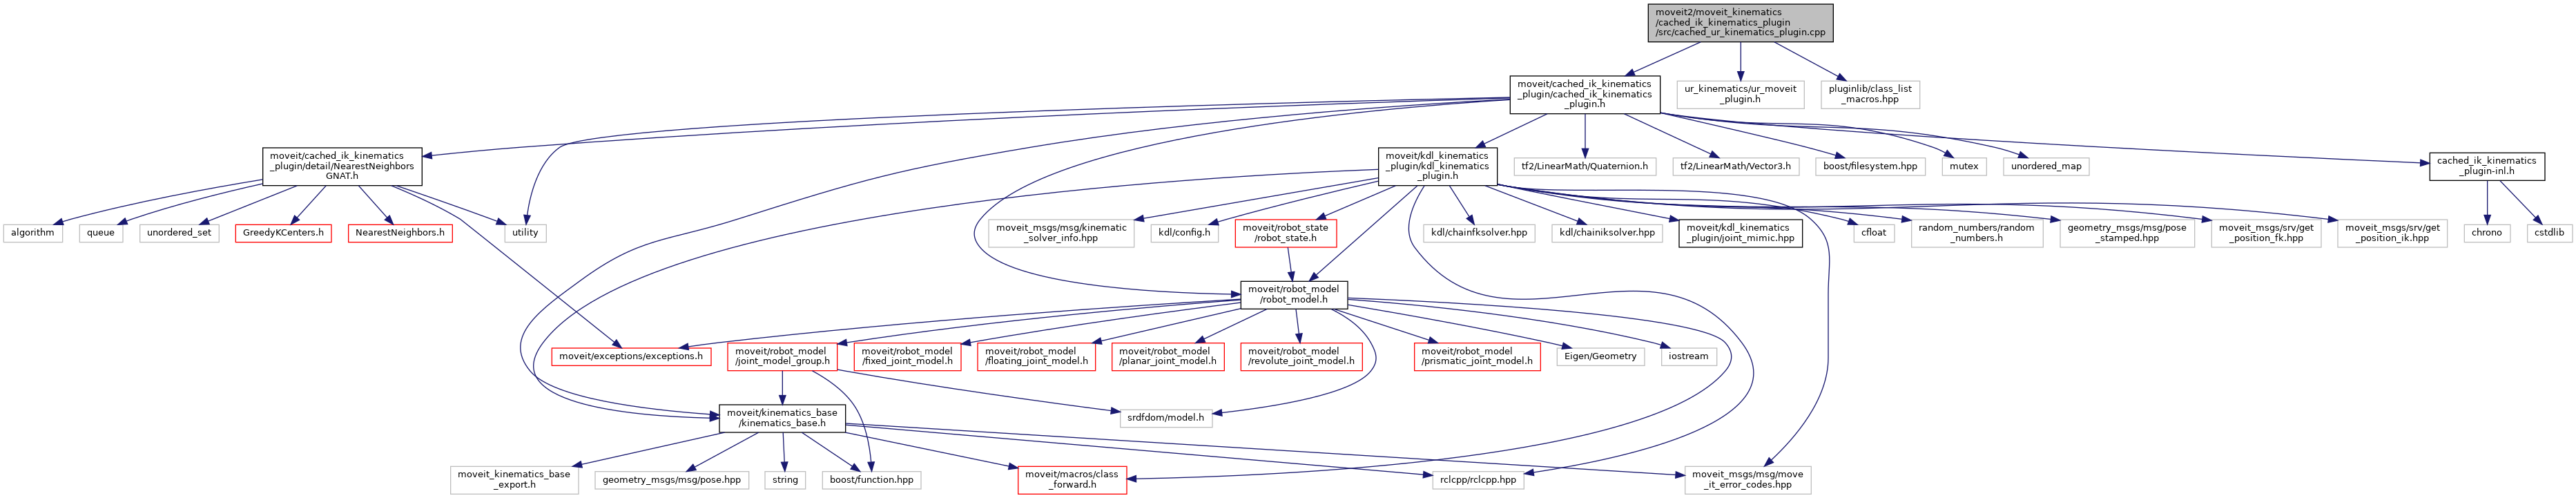 moveit2/moveit_kinematics
/cached_ik_kinematics_plugin
/src/cached_ur_kinematics_plugin.cpp
moveit/cached_ik_kinematics
_plugin/cached_ik_kinematics
_plugin.h
ur_kinematics/ur_moveit
_plugin.h
pluginlib/class_list
_macros.hpp
moveit/cached_ik_kinematics
_plugin/detail/NearestNeighbors
GNAT.h
moveit/kdl_kinematics
_plugin/kdl_kinematics
_plugin.h
tf2/LinearMath/Quaternion.h
tf2/LinearMath/Vector3.h
boost/filesystem.hpp
mutex
unordered_map
cached_ik_kinematics
_plugin-inl.h
algorithm
queue
unordered_set
GreedyKCenters.h
NearestNeighbors.h
utility
moveit_msgs/msg/kinematic
_solver_info.hpp
kdl/config.h
moveit/robot_state
/robot_state.h
kdl/chainfksolver.hpp
kdl/chainiksolver.hpp
moveit/kdl_kinematics
_plugin/joint_mimic.hpp
cfloat
random_numbers/random
_numbers.h
geometry_msgs/msg/pose
_stamped.hpp
moveit_msgs/srv/get
_position_fk.hpp
moveit_msgs/srv/get
_position_ik.hpp
chrono
cstdlib
moveit/robot_model
/robot_model.h
moveit/exceptions/exceptions.h
moveit/robot_model
/joint_model_group.h
moveit/robot_model
/fixed_joint_model.h
moveit/robot_model
/floating_joint_model.h
moveit/robot_model
/planar_joint_model.h
moveit/robot_model
/revolute_joint_model.h
moveit/robot_model
/prismatic_joint_model.h
Eigen/Geometry
iostream
moveit/kinematics_base
/kinematics_base.h
srdfdom/model.h
moveit_kinematics_base
_export.h
geometry_msgs/msg/pose.hpp
string
boost/function.hpp
moveit/macros/class
_forward.h
rclcpp/rclcpp.hpp
moveit_msgs/msg/move
_it_error_codes.hpp